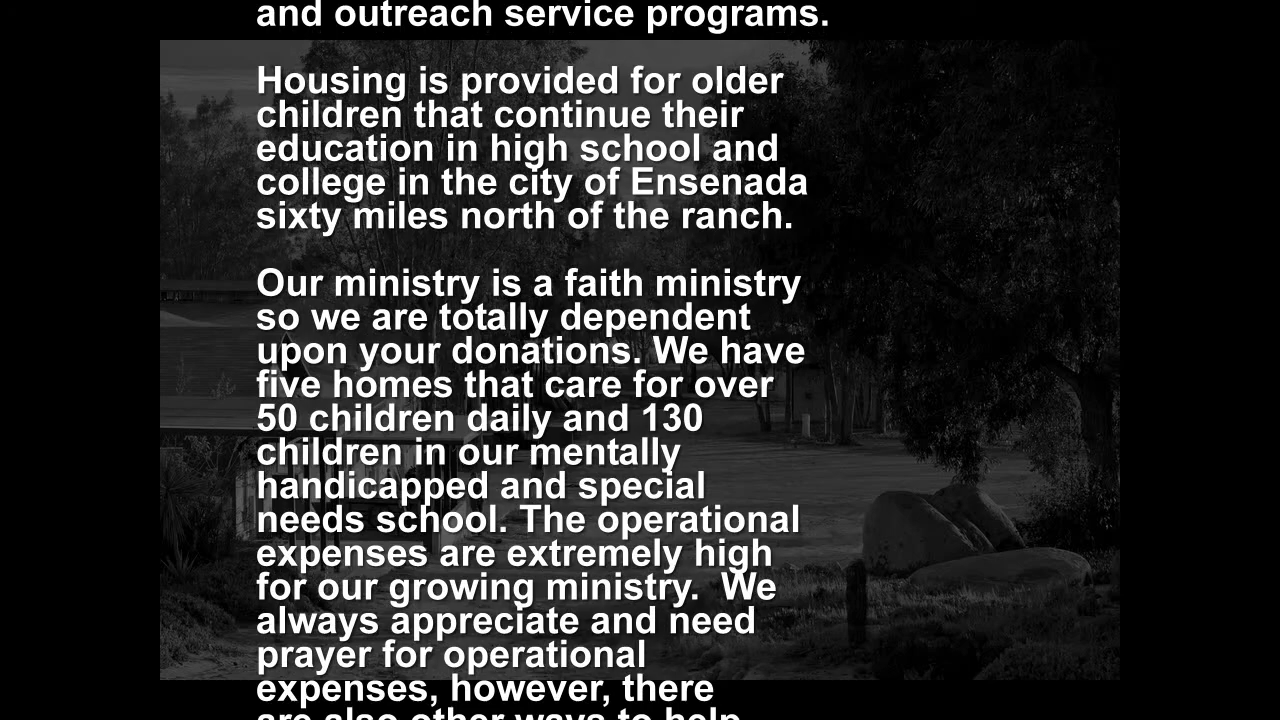 and outreach service programs.
Housing is provided for older
children that continue their
education in high school and
college in the city of Ensenada
sixty miles north of the ranch.
Our ministry is a faith ministry
so we are totally dependent
upon your donations. We have
five homes that care for over
50 children daily and 130
children in our mentally
handicapped and special
needs school. The operational
expenses are extremely high
for our growing ministry.  We
always appreciate and need
prayer for operational
expenses, however, there
are also other ways to help